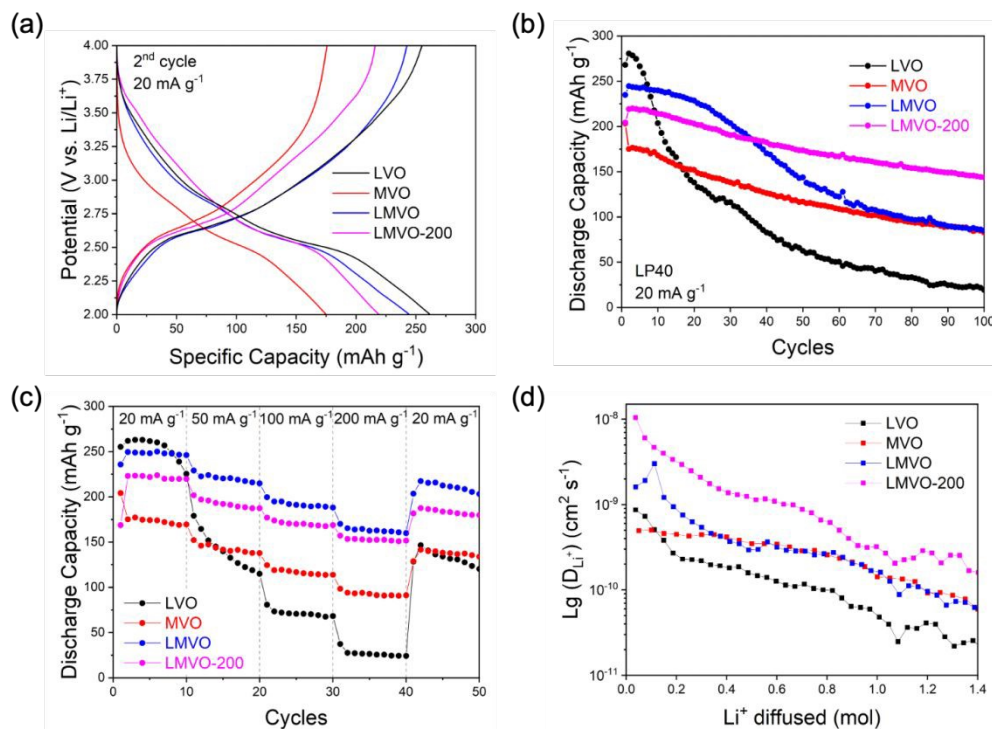 (a)
2nd cycle
20 mA g-1
LVO
MVO
LMVO
LMVO-200
4.00
3.75
3.50
3.25
3.00
2.75
2.50
2.25
2.00
0 50 100 150 200 250 300
Potential (V vs. Li/Li+)
Specific Capacity (mAh g-1)
(b)
LVO
MVO
LMVO
LMVO-200
LP40
20 mA g-1
300
250
200
150
100
50
0
0 10 20 30 40 50 60 70 80 90 100
Discharge Capacity (mAh g-1)
Cycles
(c)
20 mA g-1 50 mA g-1 100 mA g-1 200 mA g-1 20 mA g-1
LVO
MVO
LMVO
LMVO-200
300
250
200
150
100
50
0
0 10 20 30 40 50
Discharge Capacity (mAh g-1)
Cycles
(d)
LVO
MVO
LMVO
LMVO-200
10-8
10-9
10-10
10-11
0.0 0.2 0.4 0.6 0.8 1.0 1.2 1.4
Lg (DLi+) (cm2 s-1)
Li+ diffused (mol)